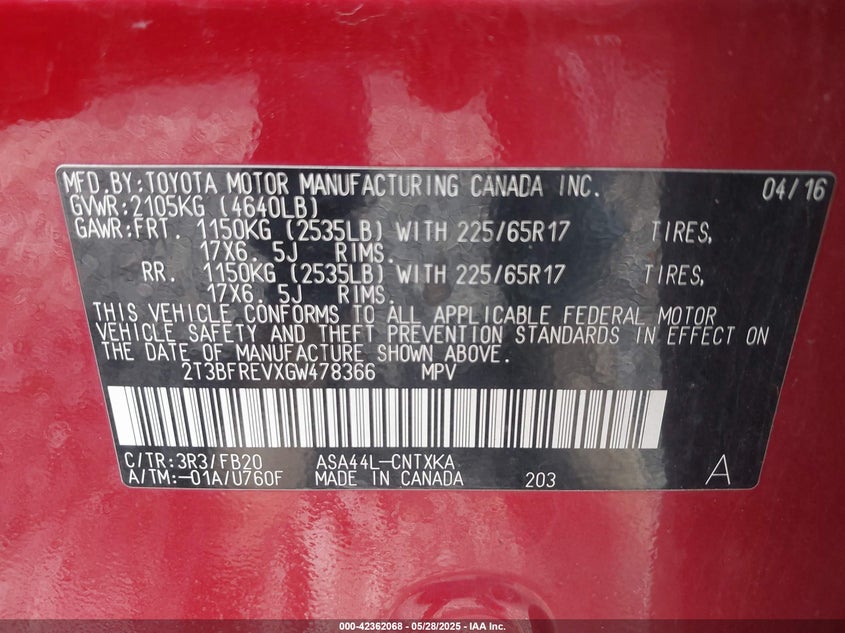 MFD.BY:TOYOTA MOTOR MANUFACTURING CANADA INC. 04/16
GVWR:2105KG (4640LB)
GAWR:FRT. 1150KG (2535LB) WITH 225/65R17 TIRES,
17X6.5J RIMS.
RR. 1150KG (2535LB) WITH 225/65R17 TIRES,
17X6.5J RIMS.
THIS VEHICLE CONFORMS TO ALL APPLICABLE FEDERAL MOTOR
VEHICLE SAFETY AND THEFT PREVENTION STANDARDS IN EFFECT ON
THE DATE OF MANUFACTURE SHOWN ABOVE.
2T3BFREVXGW478366 MPV
C/TR:3R3/FB20 ASA44L-CNTXKA
A/TM:-01A/U760F MADE IN CANADA 203 A
000-42362068 - 05/28/2025 - IAA Inc.